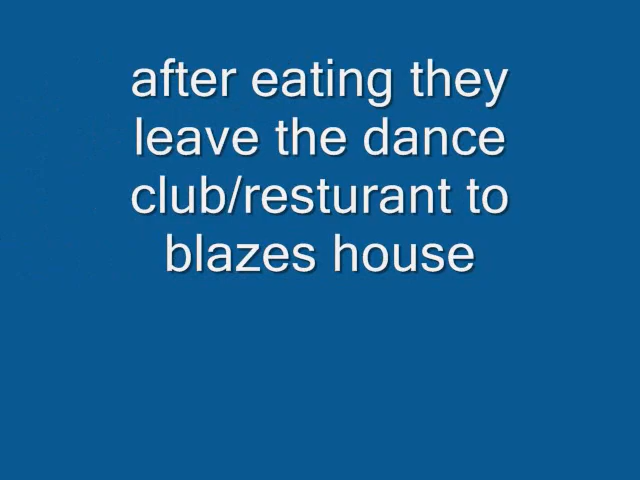 after eating they
leave the dance
club/resturant to
blazes house